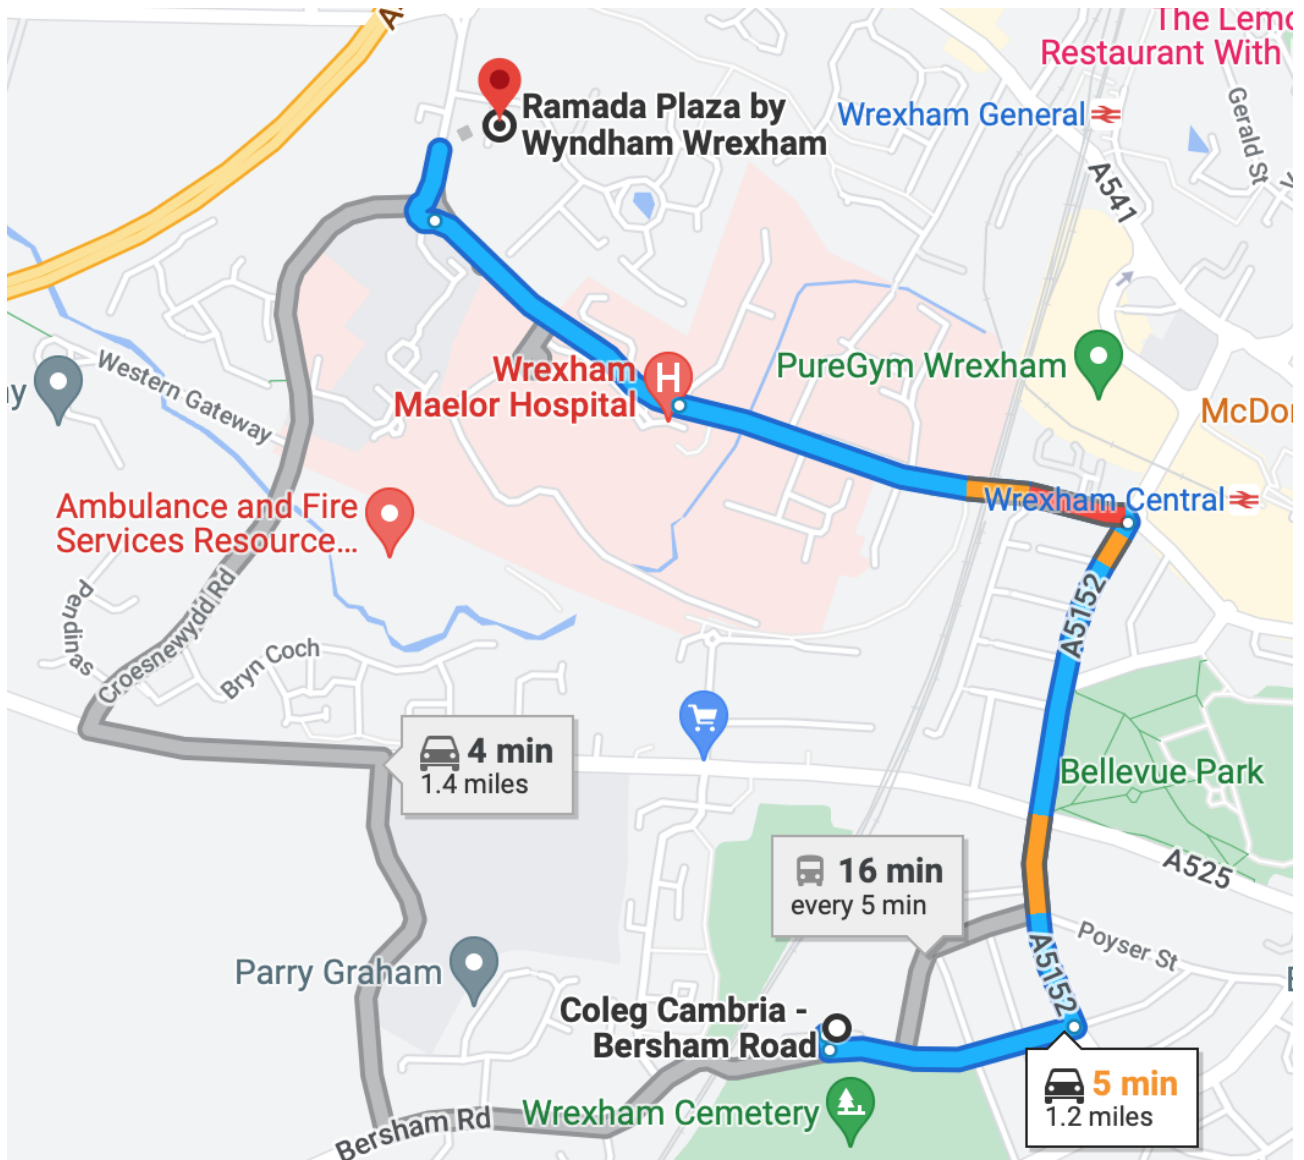 The Lemo
Restaurant With
Ramada Plaza by
Wyndham Wrexham
Wrexham General
Gerald St
A541
PureGym Wrexham
Western Gateway
Wrexham
Maelor Hospital
H
McDor
Ambulance and Fire
Services Resource...
Wrexham Central
A5152
Pendinas
Croesnewydd Rd
Bryn Coch
4 min
1.4 miles
Bellevue Park
A525
16 min
every 5 min
Poyser St
A5152
Parry Graham
Coleg Cambria -
Bersham Road
5 min
1.2 miles
Bersham Rd
Wrexham Cemetery